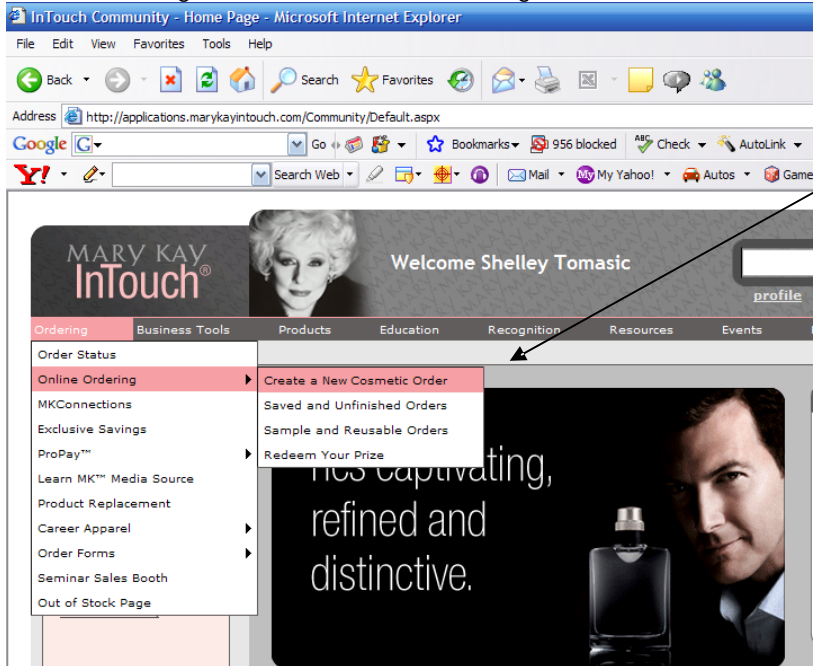 InTouch Community - Home Page - Microsoft Internet Explorer
File Edit View Favorites Tools Help
Back Search Favorites
Address http://applications.marykayintouch.com/Community/Default.aspx
Google G Go Bookmarks 956 blocked ABC Check AutoLink
Y! Search Web Mail My My Yahoo! Autos Game
MARY KAY
InTouch®
Welcome Shelley Tomasic
profile
Ordering Business Tools Products Education Recognition Resources Events
Order Status
Online Ordering
Create a New Cosmetic Order
MKConnections
Saved and Unfinished Orders
Exclusive Savings
Sample and Reusable Orders
ProPay™
Redeem Your Prize
Learn MK™ Media Source
Product Replacement
Career Apparel
Order Forms
Seminar Sales Booth
Out of Stock Page
captivating,
refined and
distinctive.